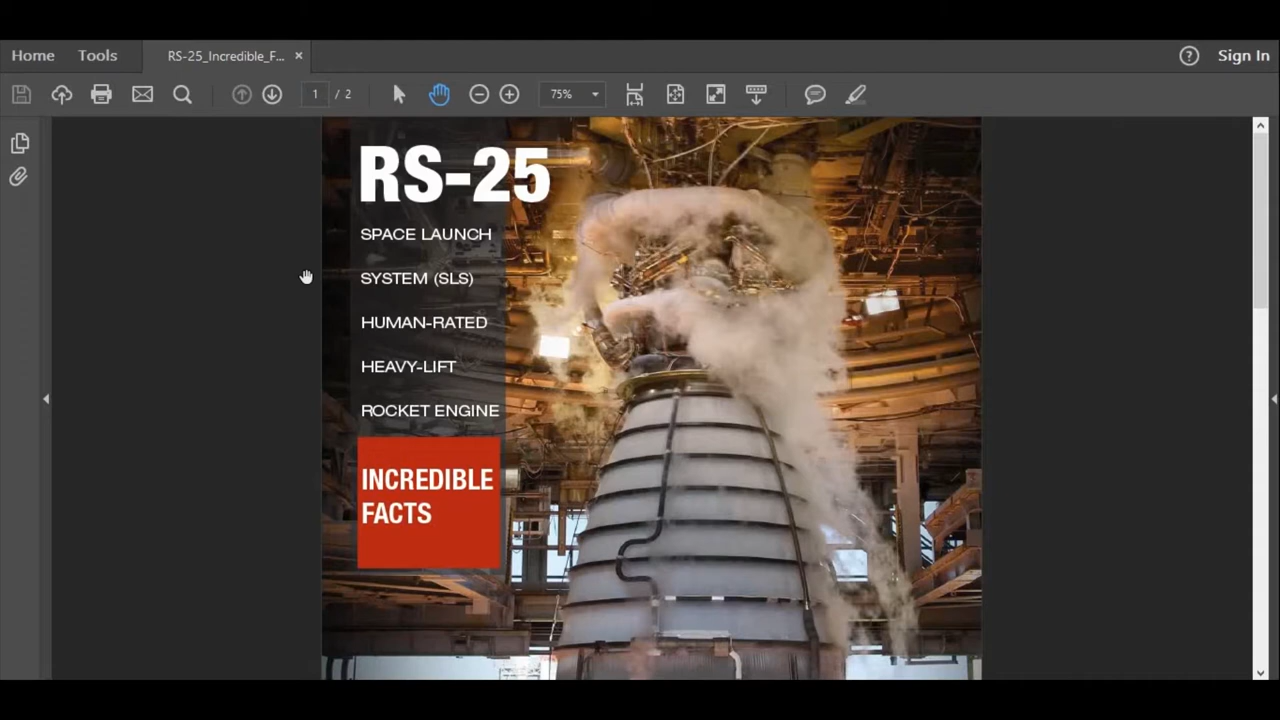 Home Tools RS-25_Incredible_F... × ? Sign In
1 / 2 75%
RS-25
SPACE LAUNCH
SYSTEM (SLS)
HUMAN-RATED
HEAVY-LIFT
ROCKET ENGINE
INCREDIBLE
FACTS